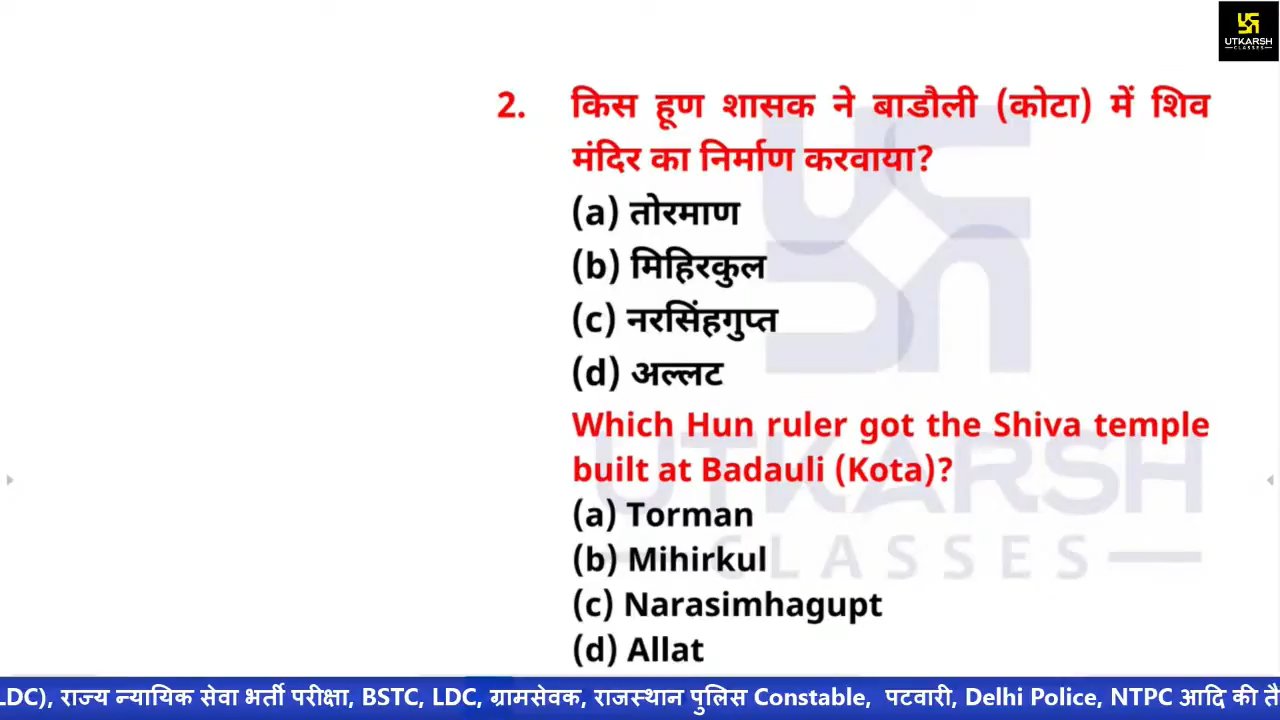 UTKARSH
CLASSES
2. किस हूण शासक ने बाडौली (कोटा) में शिव
मंदिर का निर्माण करवाया?
(a) तोरमाण
(b) मिहिरकुल
(c) नरसिंहगुप्त
(d) अल्लट
Which Hun ruler got the Shiva temple
built at Badauli (Kota)?
(a) Torman
(b) Mihirkul
(c) Narasimhagupt
(d) Allat
UTKARSH
CLASSES
LDC), राज्य न्यायिक सेवा भर्ती परीक्षा, BSTC, LDC, ग्रामसेवक, राजस्थान पुलिस Constable, पटवारी, Delhi Police, NTPC आदि की तै